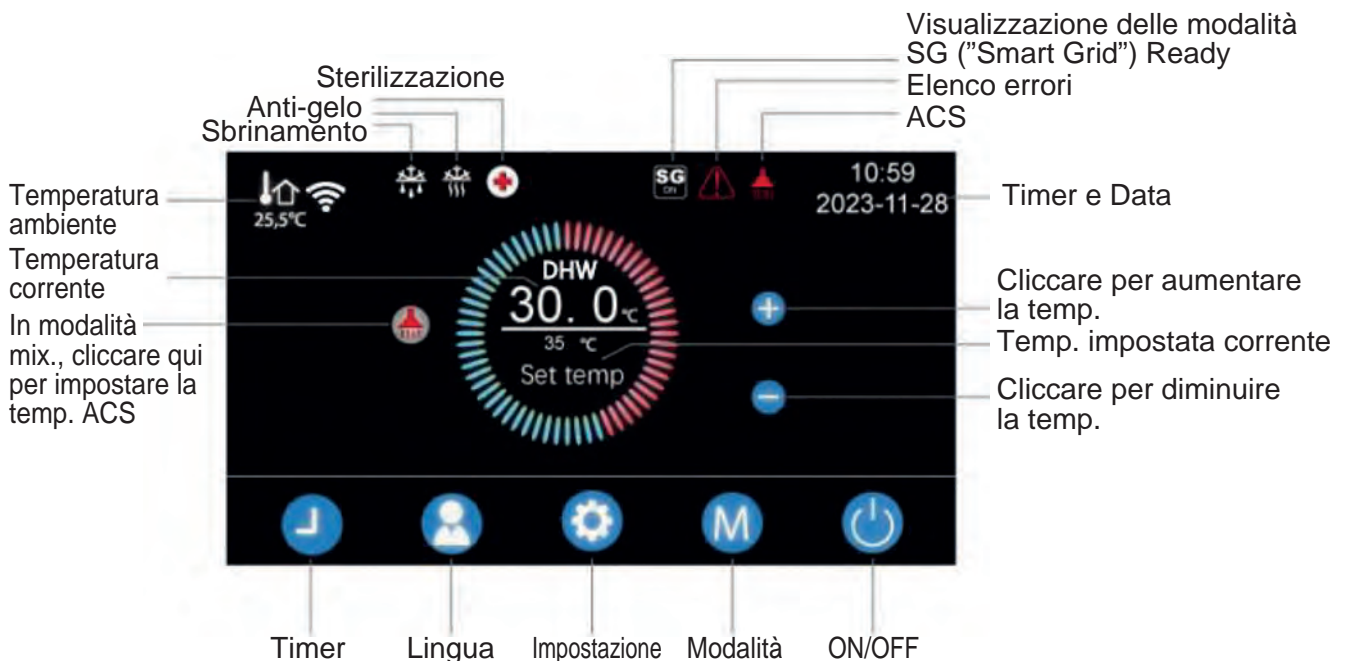 Visualizzazione delle modalità
SG ("Smart Grid") Ready
Elenco errori
ACS
Sterilizzazione
Anti-gelo
Sbrinamento
Temperatura
ambiente
Temperatura
corrente
In modalità
mix., cliccare qui
per impostare la
temp. ACS
25,5℃
SG
ON
10:59
2023-11-28
DHW
30. 0℃
35 ℃
Set temp
M
Timer e Data
Cliccare per aumentare
la temp.
Temp. impostata corrente
Cliccare per diminuire
la temp.
Timer
Lingua
Impostazione
Modalità
ON/OFF